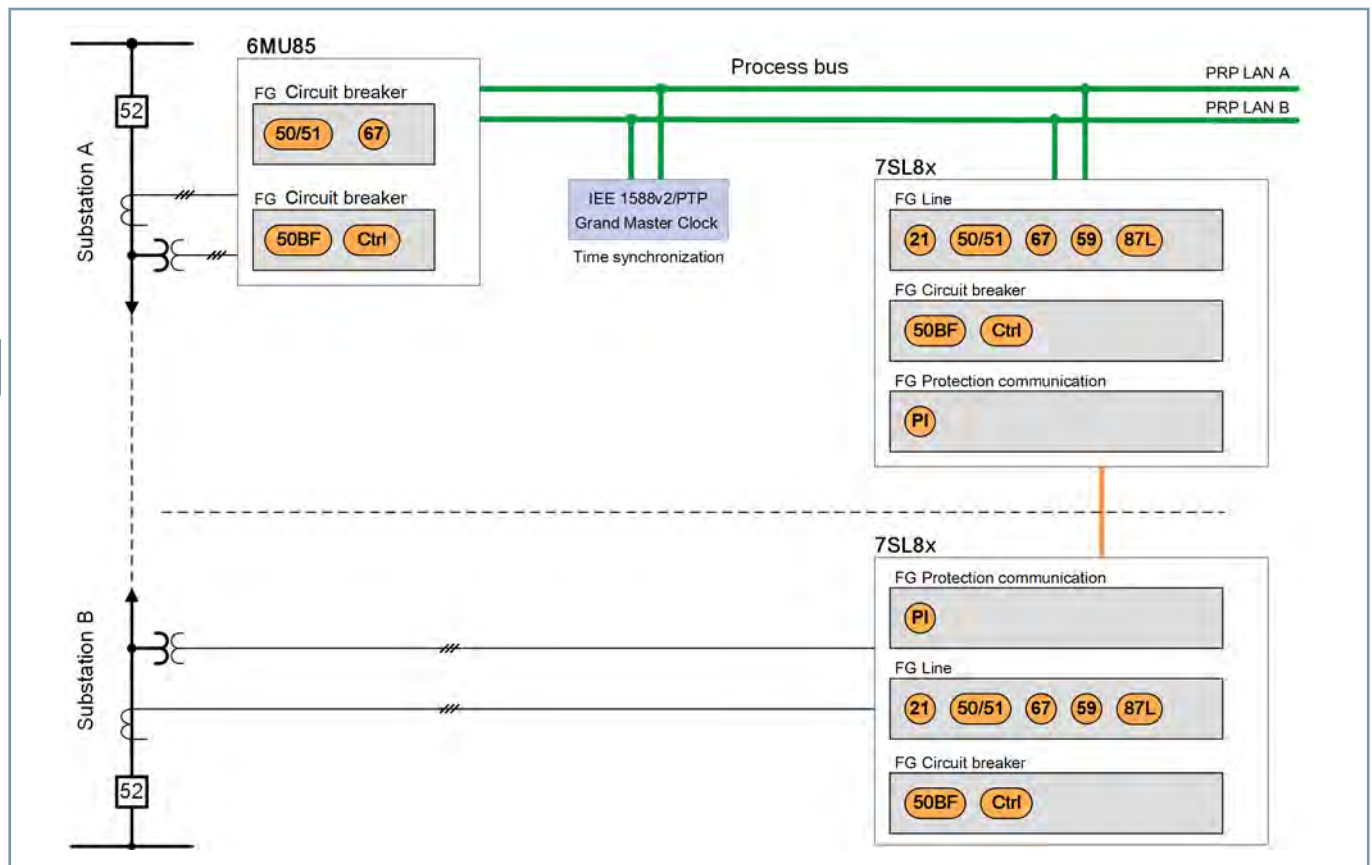 6MU85
FG Circuit breaker
50/51 67
FG Circuit breaker
50BF Ctrl
Process bus
PRP LAN A
PRP LAN B
52
Substation A
IEE 1588v2/PTP
Grand Master Clock
Time synchronization
7SL8x
FG Line
21 50/51 67 59 87L
FG Circuit breaker
50BF Ctrl
FG Protection communication
PI
7SL8x
FG Protection communication
PI
FG Line
21 50/51 67 59 87L
FG Circuit breaker
50BF Ctrl
Substation B
52